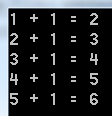 1 + 1 = 2
2 + 1 = 3
3 + 1 = 4
4 + 1 = 5
5 + 1 = 6